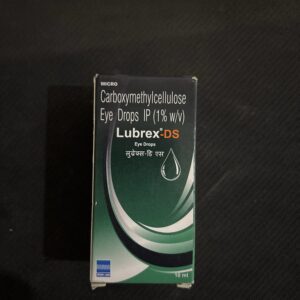 MICRO
Carboxymethylcellulose
Eye Drops IP (1% w/v)
Lubrex®-DS
Eye Drops
लुब्रेक्स-डि एस
10 ml